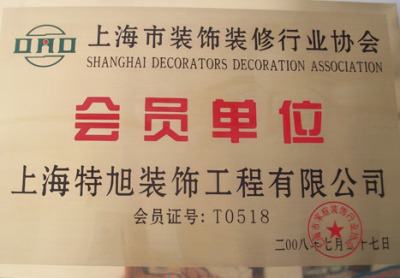 上海市装饰装修行业协会
SHANGHAI DECORATORS DECORATION ASSOCIATION
会员单位
上海特旭装饰工程有限公司
会员证号:T0518
二00八年七月二十七日